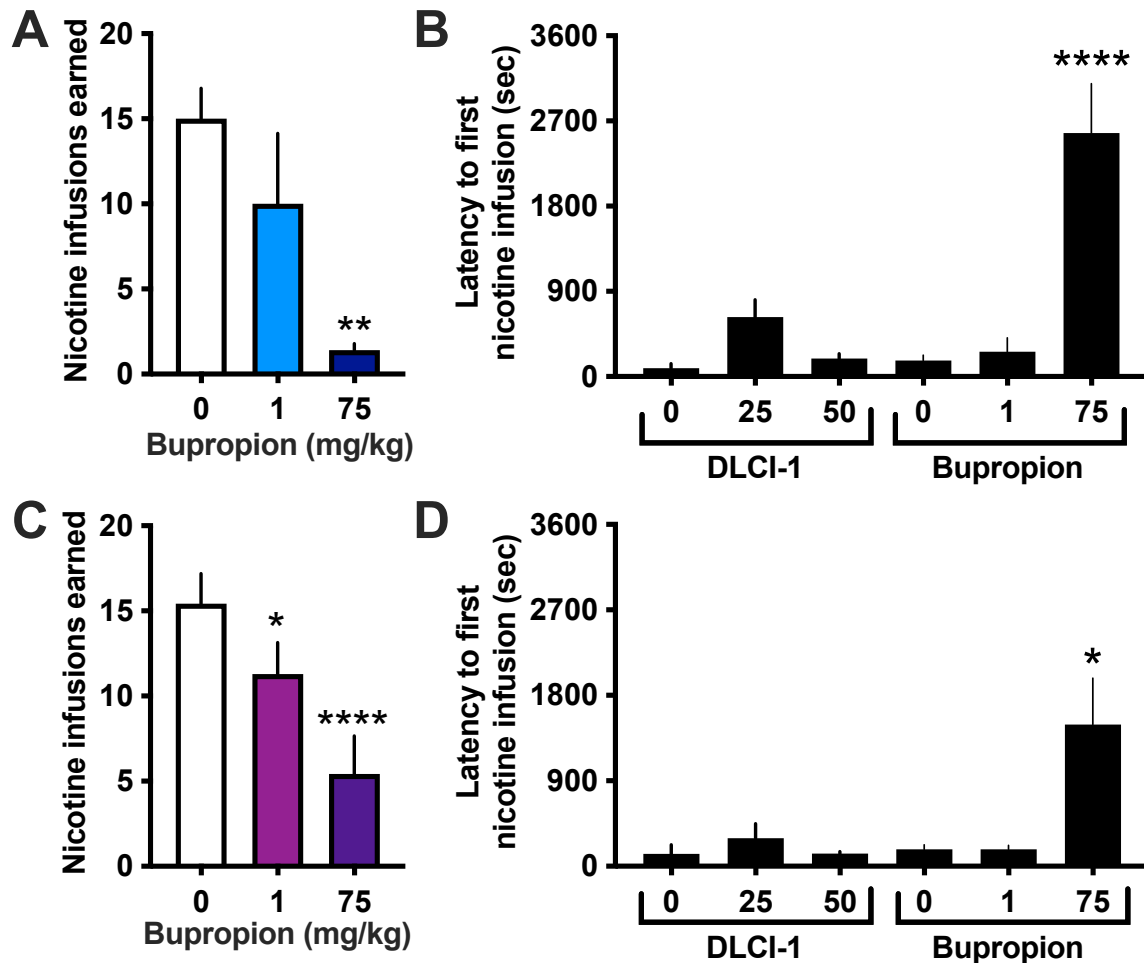 A
Nicotine infusions earned
20
15
10
5
0
**
0 1 75
Bupropion (mg/kg)
B
Latency to first
nicotine infusion (sec)
3600
2700
1800
900
0
****
0 25 50 0 1 75
DLCI-1 Bupropion
C
Nicotine infusions earned
20
15
10
5
0
*
****
0 1 75
Bupropion (mg/kg)
D
Latency to first
nicotine infusion (sec)
3600
2700
1800
900
0
*
0 25 50 0 1 75
DLCI-1 Bupropion